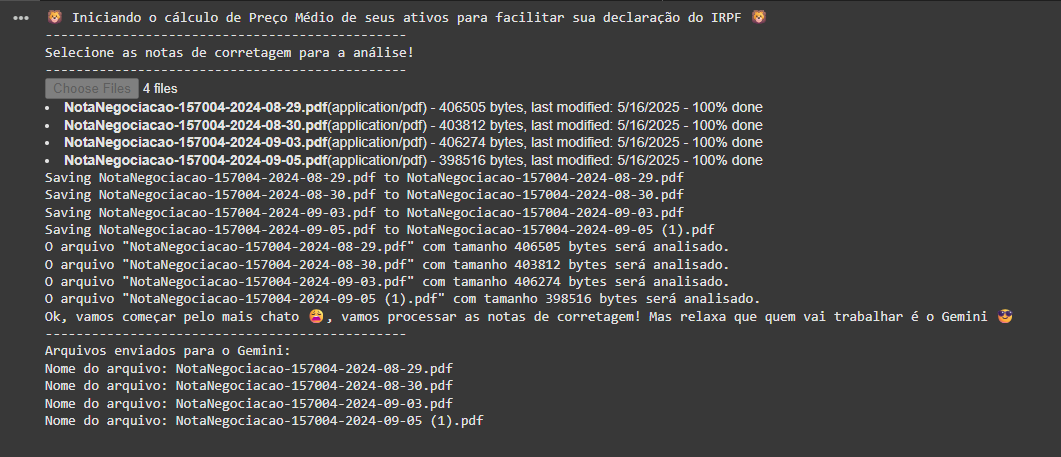 🦁 Iniciando o cálculo de Preço Médio de seus ativos para facilitar sua declaração do IRPF 🦁
-----------------------------------------------
Selecione as notas de corretagem para a análise!
-----------------------------------------------
Choose Files 4 files
• NotaNegociacao-157004-2024-08-29.pdf(application/pdf) - 406505 bytes, last modified: 5/16/2025 - 100% done
• NotaNegociacao-157004-2024-08-30.pdf(application/pdf) - 403812 bytes, last modified: 5/16/2025 - 100% done
• NotaNegociacao-157004-2024-09-03.pdf(application/pdf) - 406274 bytes, last modified: 5/16/2025 - 100% done
• NotaNegociacao-157004-2024-09-05.pdf(application/pdf) - 398516 bytes, last modified: 5/16/2025 - 100% done
Saving NotaNegociacao-157004-2024-08-29.pdf to NotaNegociacao-157004-2024-08-29.pdf
Saving NotaNegociacao-157004-2024-08-30.pdf to NotaNegociacao-157004-2024-08-30.pdf
Saving NotaNegociacao-157004-2024-09-03.pdf to NotaNegociacao-157004-2024-09-03.pdf
Saving NotaNegociacao-157004-2024-09-05.pdf to NotaNegociacao-157004-2024-09-05 (1).pdf
O arquivo "NotaNegociacao-157004-2024-08-29.pdf" com tamanho 406505 bytes será analisado.
O arquivo "NotaNegociacao-157004-2024-08-30.pdf" com tamanho 403812 bytes será analisado.
O arquivo "NotaNegociacao-157004-2024-09-03.pdf" com tamanho 406274 bytes será analisado.
O arquivo "NotaNegociacao-157004-2024-09-05 (1).pdf" com tamanho 398516 bytes será analisado.
Ok, vamos começar pelo mais chato 😩, vamos processar as notas de corretagem! Mas relaxa que quem vai trabalhar é o Gemini 😎
-----------------------------------------------
Arquivos enviados para o Gemini:
Nome do arquivo: NotaNegociacao-157004-2024-08-29.pdf
Nome do arquivo: NotaNegociacao-157004-2024-08-30.pdf
Nome do arquivo: NotaNegociacao-157004-2024-09-03.pdf
Nome do arquivo: NotaNegociacao-157004-2024-09-05 (1).pdf